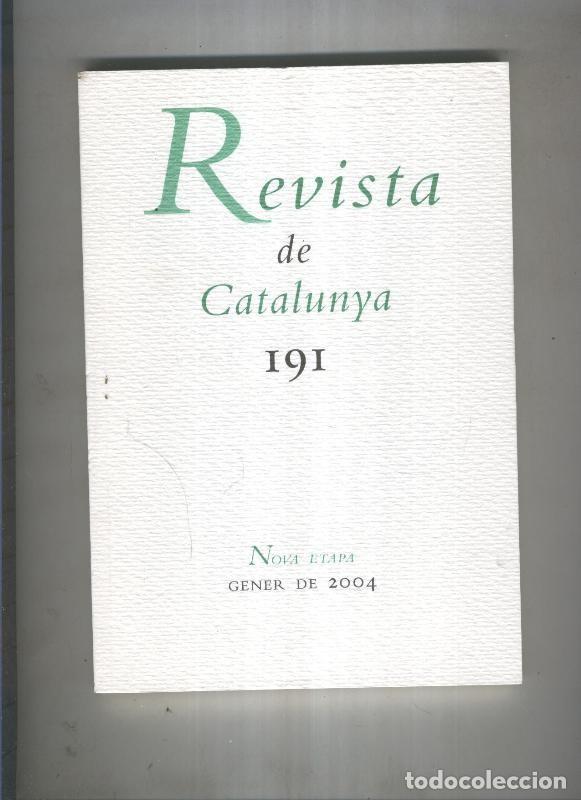 Revista
de
Catalunya
191
NOVA ETAPA
GENER DE 2004
todocoleccion